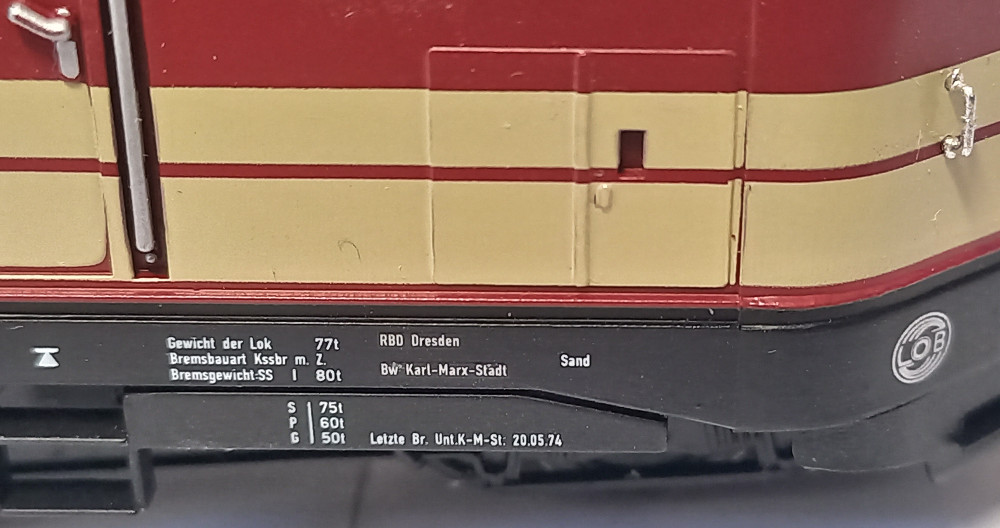 Gewicht der Lok 77t
Bremsbauart Kssbr m. Z.
Bremsgewicht:SS I 80t
S 75t
P 60t
G 50t
RBD Dresden
Bw Karl-Marx-Stadt
Letzte Br. Unt.K-M-St. 20.05.74
Sand
LOB